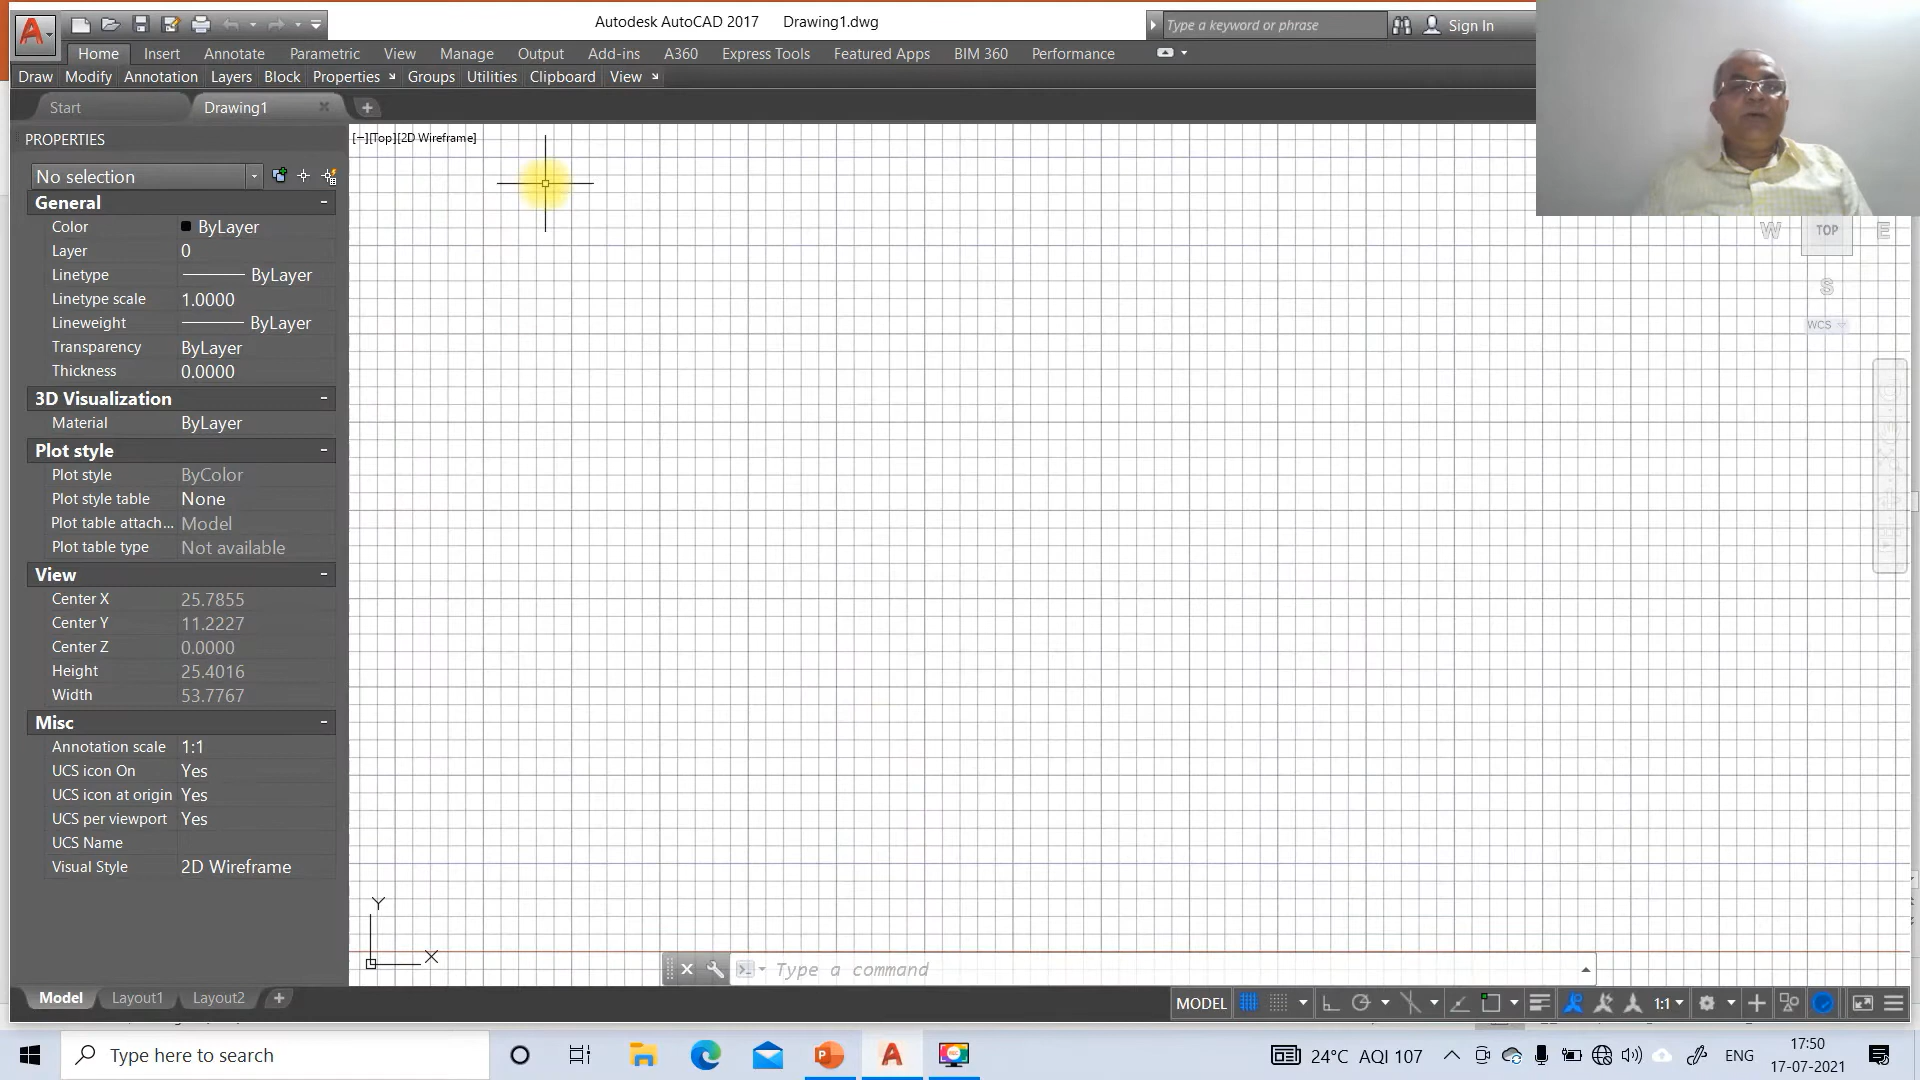 Autodesk AutoCAD 2017 Drawing1.dwg
Type a keyword or phrase
Sign In
Home Insert Annotate Parametric View Manage Output Add-ins A360 Express Tools Featured Apps BIM 360 Performance
Draw Modify Annotation Layers Block Properties Groups Utilities Clipboard View
Start Drawing1
PROPERTIES
[−][Top][2D Wireframe]
No selection
General
Color ByLayer
Layer 0
Linetype ByLayer
Linetype scale 1.0000
Lineweight ByLayer
Transparency ByLayer
Thickness 0.0000
3D Visualization
Material ByLayer
Plot style
Plot style ByColor
Plot style table None
Plot table attach... Model
Plot table type Not available
View
Center X 25.7855
Center Y 11.2227
Center Z 0.0000
Height 25.4016
Width 53.7767
Misc
Annotation scale 1:1
UCS icon On Yes
UCS icon at origin Yes
UCS per viewport Yes
UCS Name
Visual Style 2D Wireframe
W TOP E
S
WCS
Y
X
Type a command
Model Layout1 Layout2
MODEL 1:1
Type here to search
24°C AQI 107 ENG 17:50
17-07-2021